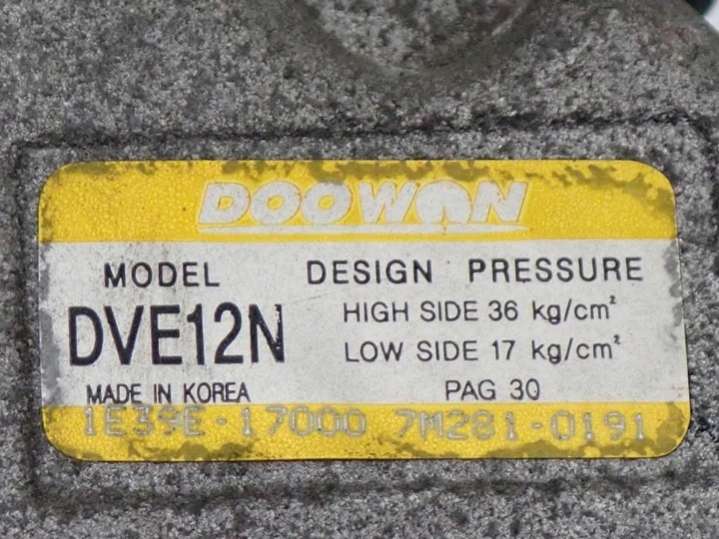 DOOWON
MODEL DESIGN PRESSURE
DVE12N HIGH SIDE 36 kg/cm²
LOW SIDE 17 kg/cm²
MADE IN KOREA PAG 30
1E39E-17000 7M281-0191